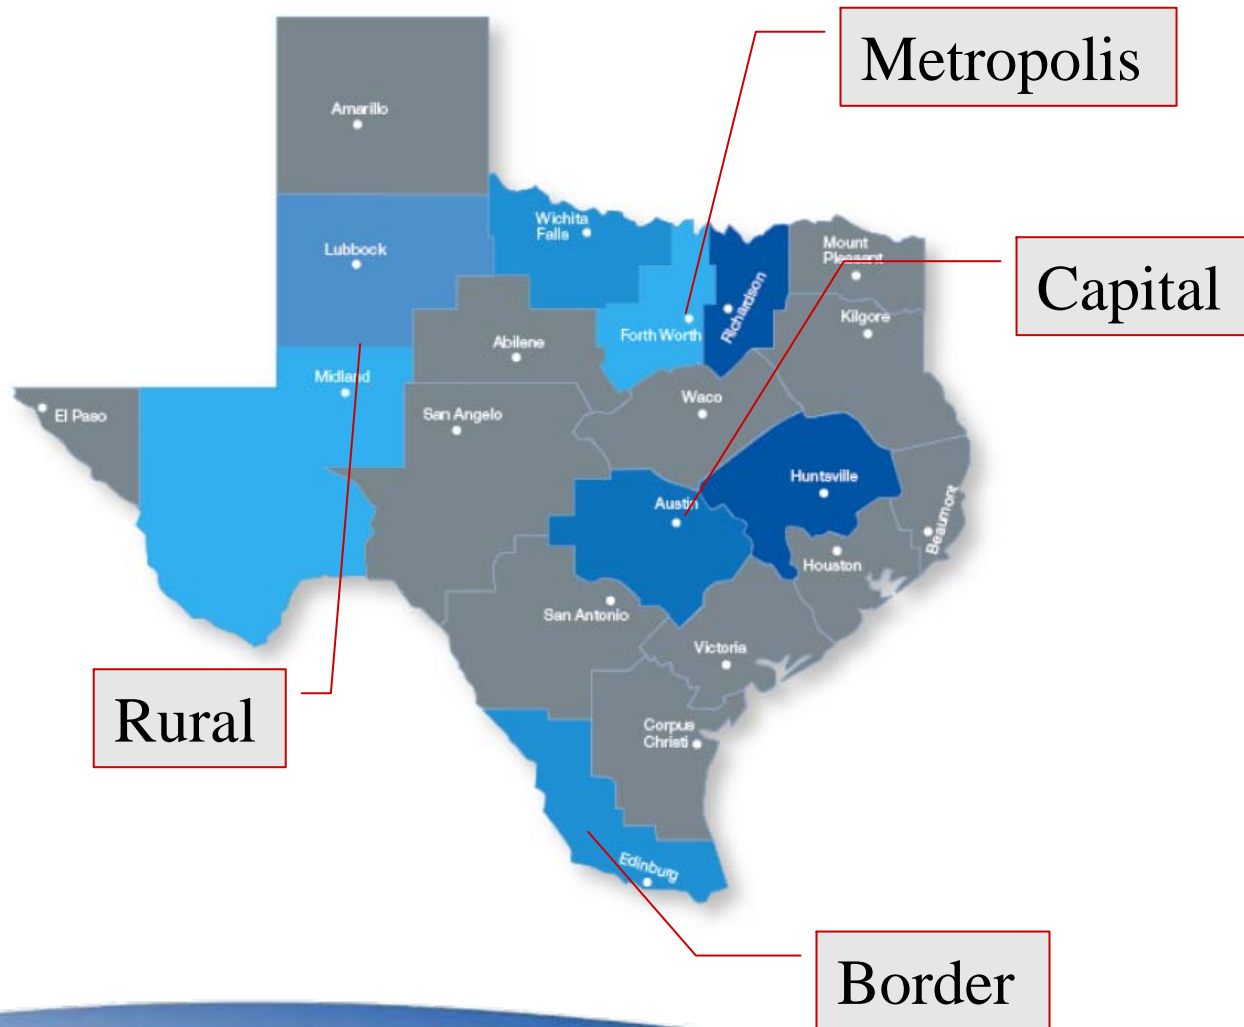 Metropolis
Amarillo
Wichita
Falls
Lubbock
Mount
Pleasant
Capital
Richardson
Kilgore
Forth Worth
Abilene
Midland
Waco
El Paso
San Angelo
Huntsville
Austin
Beaumont
Houston
San Antonio
Victoria
Rural
Corpus
Christi
Edinburg
Border